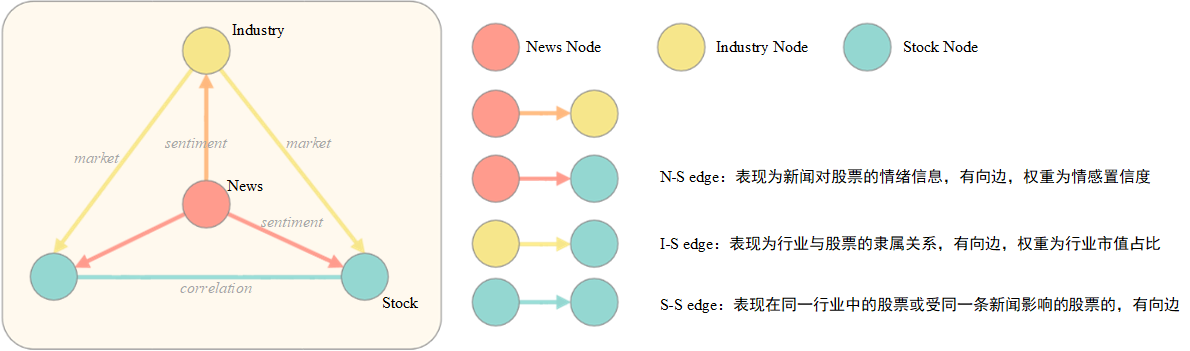 Industry
market
sentiment
market
News
sentiment
correlation
Stock
News Node
Industry Node
Stock Node
N-S edge：表现为新闻对股票的情绪信息，有向边，权重为情感置信度
I-S edge：表现为行业与股票的隶属关系，有向边，权重为行业市值占比
S-S edge：表现在同一行业中的股票或受同一条新闻影响的股票的，有向边